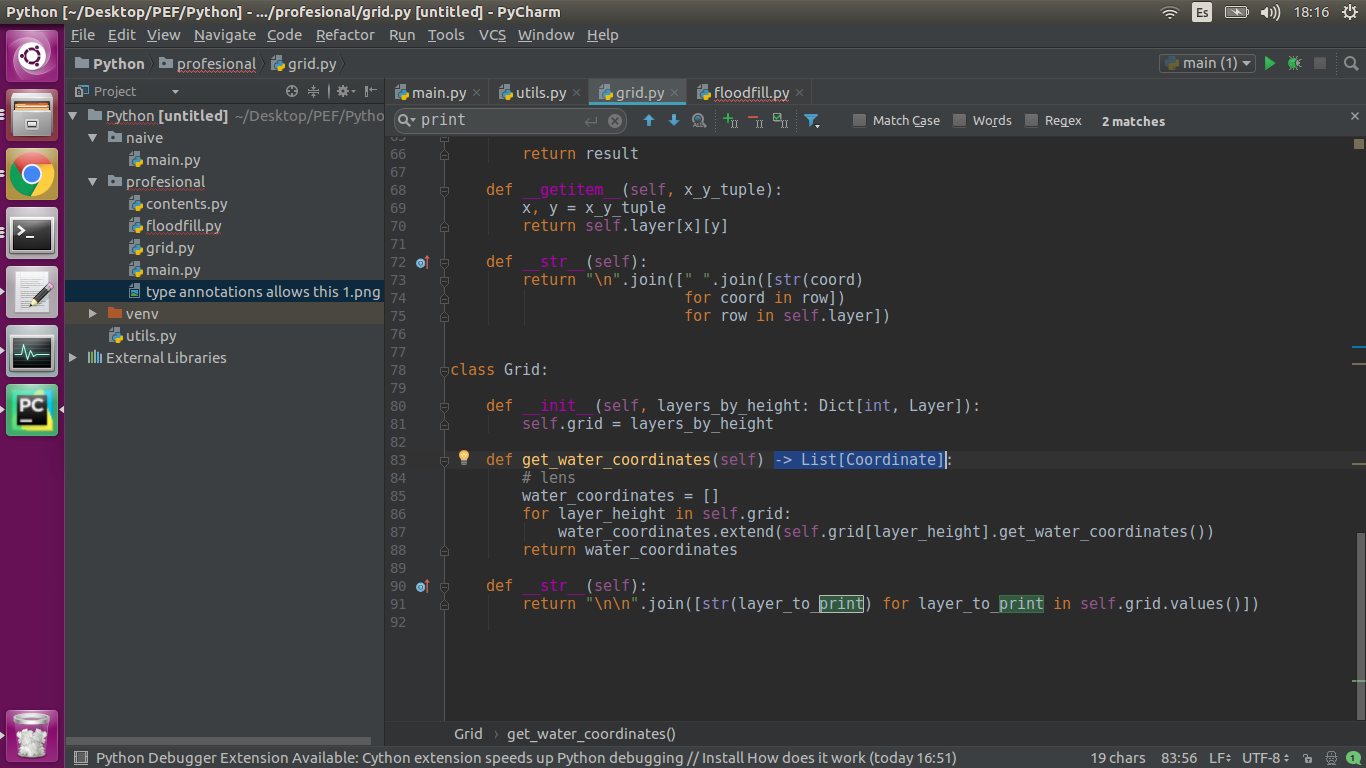 Python [~/Desktop/PEF/Python] - .../profesional/grid.py [untitled] - PyCharm
Es
18:16
File Edit View Navigate Code Refactor Run Tools VCS Window Help
Python profesional grid.py
main (1)
Project
main.py utils.py grid.py floodfill.py
print
Match Case Words Regex 2 matches
Python [untitled] ~/Desktop/PEF/Pytho
naive
main.py
profesional
contents.py
floodfill.py
grid.py
main.py
type annotations allows this 1.png
venv
utils.py
External Libraries
65
66 return result
67
68 def __getitem__(self, x_y_tuple):
69 x, y = x_y_tuple
70 return self.layer[x][y]
71
72 def __str__(self):
73 return "\n".join([" ".join([str(coord)
74 for coord in row])
75 for row in self.layer])
76
77
78 class Grid:
79
80 def __init__(self, layers_by_height: Dict[int, Layer]):
81 self.grid = layers_by_height
82
83 def get_water_coordinates(self) -> List[Coordinate]:
84 # lens
85 water_coordinates = []
86 for layer_height in self.grid:
87 water_coordinates.extend(self.grid[layer_height].get_water_coordinates())
88 return water_coordinates
89
90 def __str__(self):
91 return "\n\n".join([str(layer_to_print) for layer_to_print in self.grid.values()])
92
PC
Grid › get_water_coordinates()
Python Debugger Extension Available: Cython extension speeds up Python debugging // Install How does it work (today 16:51)
19 chars 83:56 LF÷ UTF-8÷ 1